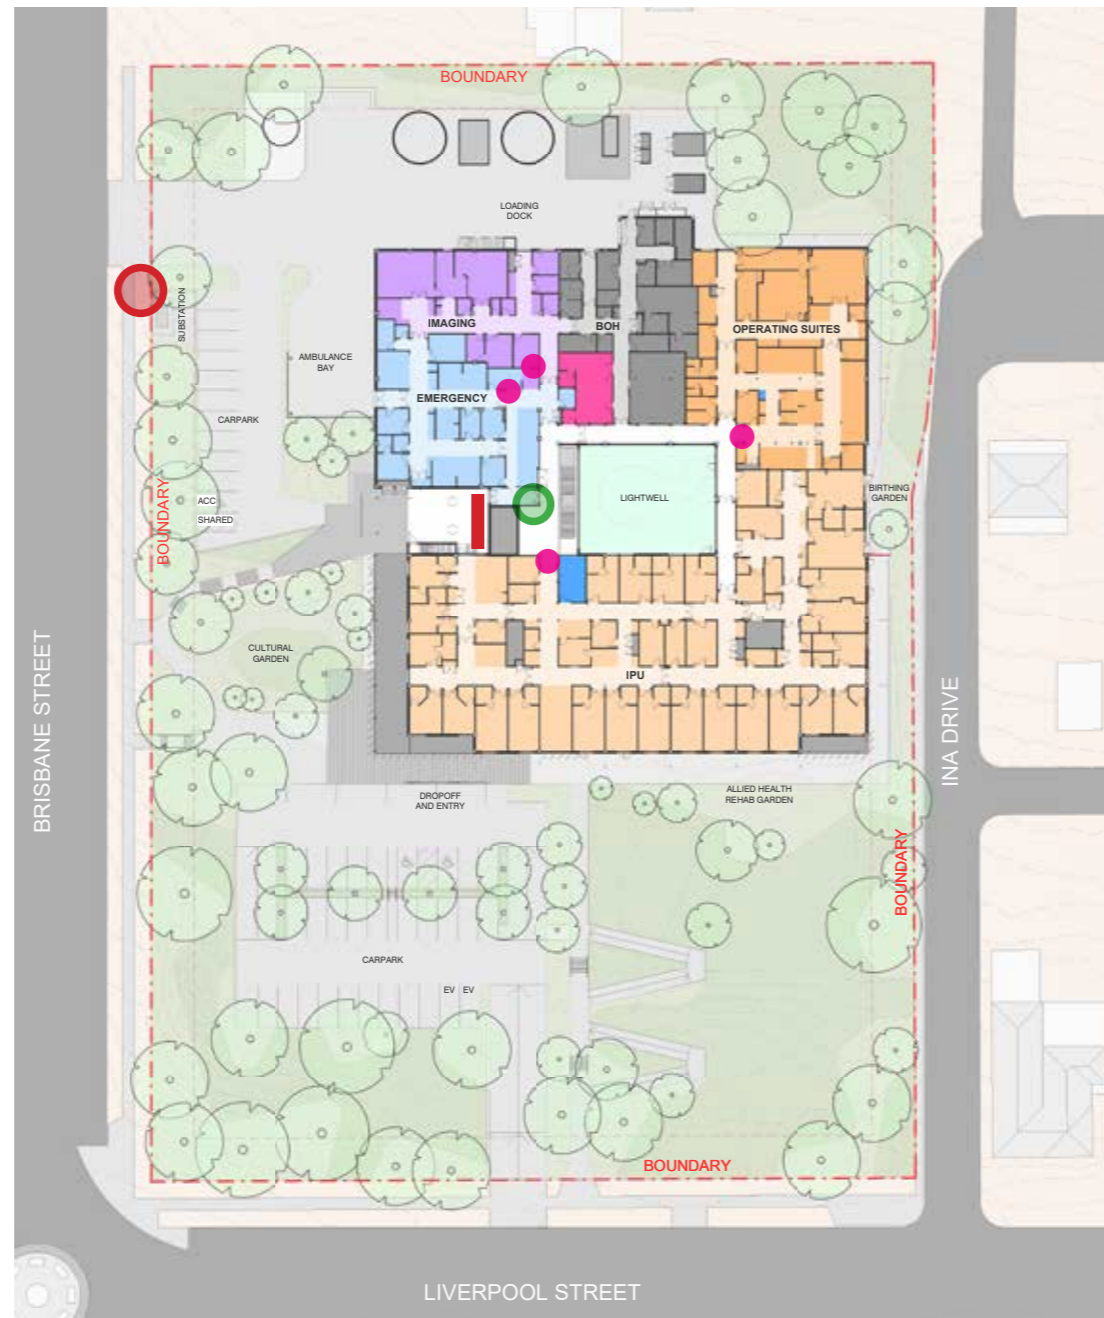 BOUNDARY
LOADING
DOCK
SUBSTATION
IMAGING
BOH
OPERATING SUITES
AMBULANCE
BAY
EMERGENCY
CARPARK
BIRTHING
GARDEN
LIGHTWELL
ACC
SHARED
BOUNDARY
CULTURAL
GARDEN
IPU
BRISBANE STREET
INA DRIVE
DROPOFF
AND ENTRY
ALLIED HEALTH
REHAB GARDEN
BOUNDARY
CARPARK
EV EV
BOUNDARY
LIVERPOOL STREET